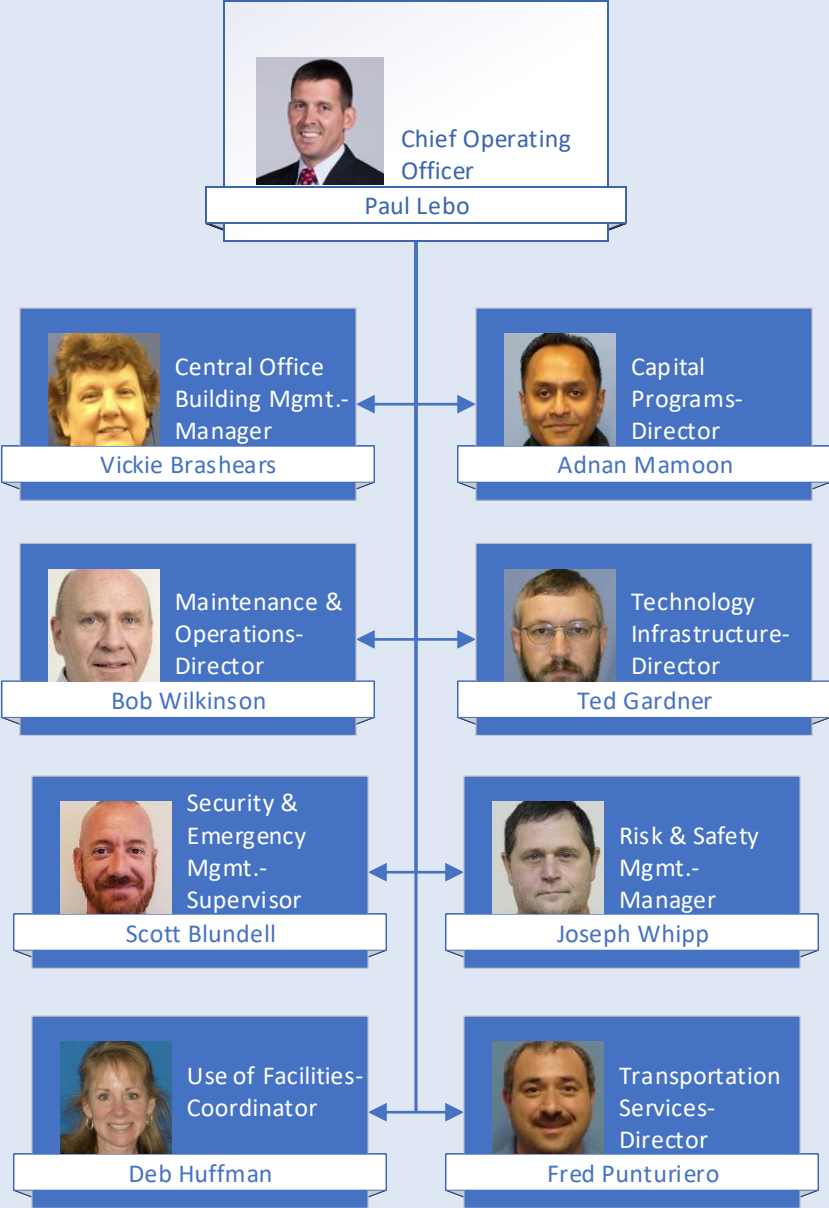 Chief Operating
Officer
Paul Lebo
Central Office
Building Mgmt.-
Manager
Vickie Brashears
Capital
Programs-
Director
Adnan Mamoon
Maintenance &
Operations-
Director
Bob Wilkinson
Technology
Infrastructure-
Director
Ted Gardner
Security &
Emergency
Mgmt.-
Supervisor
Scott Blundell
Risk & Safety
Mgmt.-
Manager
Joseph Whipp
Use of Facilities-
Coordinator
Deb Huffman
Transportation
Services-
Director
Fred Punturiero